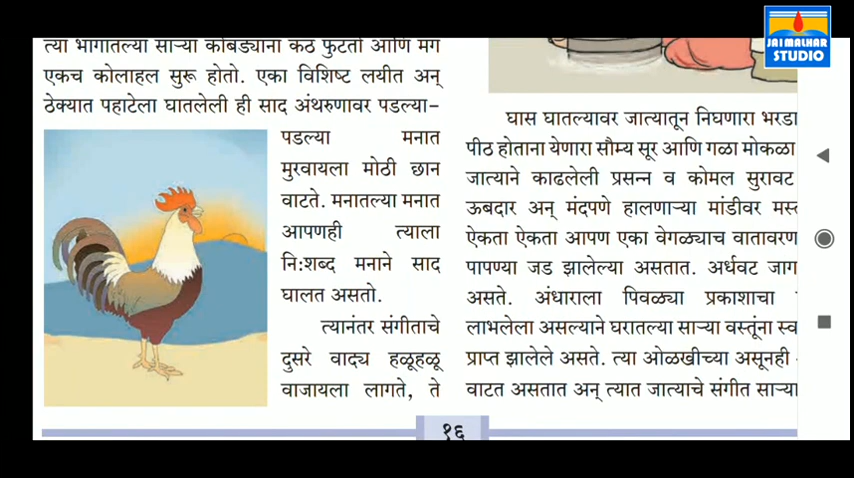 त्या भागातल्या साऱ्या कोंबड्यांना कंठ फुटतो आणि मग
एकच कोलाहल सुरू होतो. एका विशिष्ट लयीत अन्
ठेक्यात पहाटेला घातलेली ही साद अंथरुणावर पडल्या–
पडल्या मनात
मुरवायला मोठी छान
वाटते. मनातल्या मनात
आपणही त्याला
नि:शब्द मनाने साद
घालत असतो.
त्यानंतर संगीताचे
दुसरे वाद्य हळूहळू
वाजायला लागते, ते
घास घातल्यावर जात्यातून निघणारा भरडा
पीठ होताना येणारा सौम्य सूर आणि गळा मोकळा
जात्याने काढलेली प्रसन्न व कोमल सुरावट
ऊबदार अन् मंदपणे हालणाऱ्या मांडीवर मस्त
ऐकता ऐकता आपण एका वेगळ्याच वातावरण
पापण्या जड झालेल्या असतात. अर्धवट जाग
असते. अंधाराला पिवळ्या प्रकाशाचा
लाभलेला असल्याने घरातल्या साऱ्या वस्तूंना स्व
प्राप्त झालेले असते. त्या ओळखीच्या असूनही
वाटत असतात अन् त्यात जात्याचे संगीत साऱ्या
१६
JAI MALHAR
STUDIO